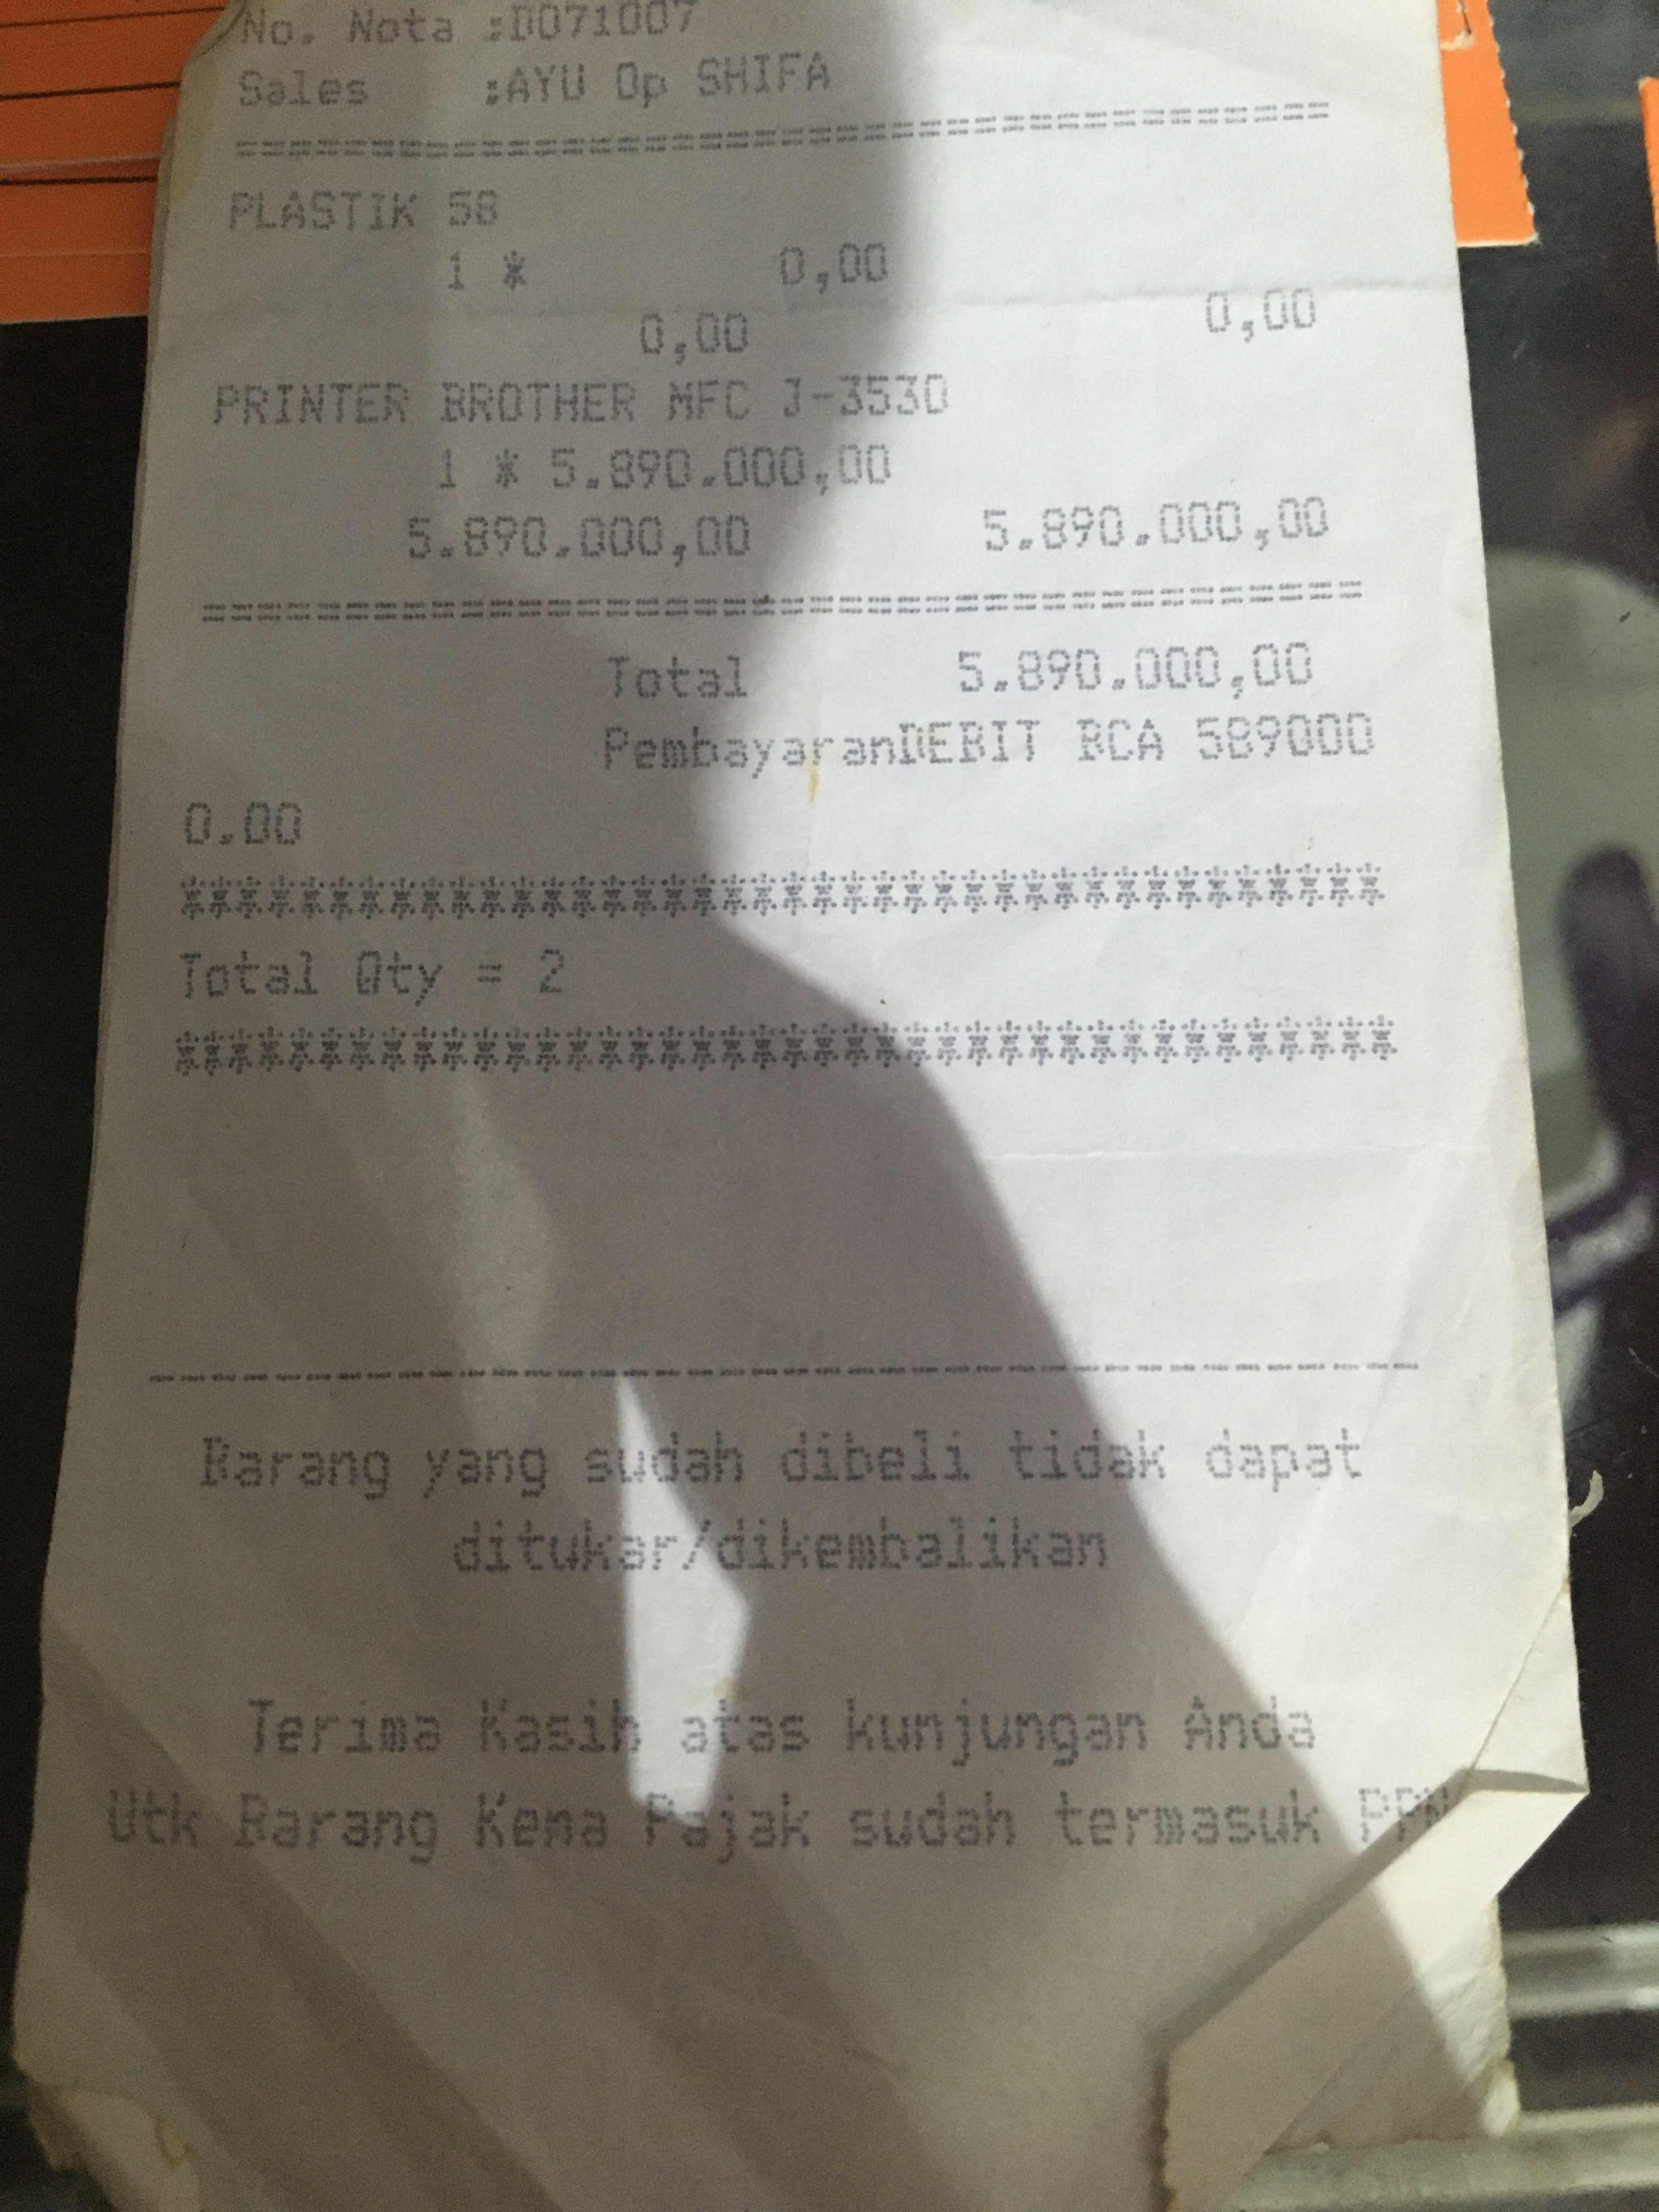 No. Nota :D071007
Sales :AYU Op SHIFA
PLASTIK 58
1 * 0,00
0,00 0,00
PRINTER BROTHER MFC J-3530
1 * 5.890.000,00
5.890.000,00 5.890.000,00
Total 5.890.000,00
PembayaranDEBIT BCA 589000
0.00
****************************************
Total Qty = 2
****************************************
Barang yang sudah dibeli tidak dapat
ditukar/dikembalikan
Terima Kasih atas kunjungan Anda
Utk Barang Kena Pajak sudah termasuk PPN